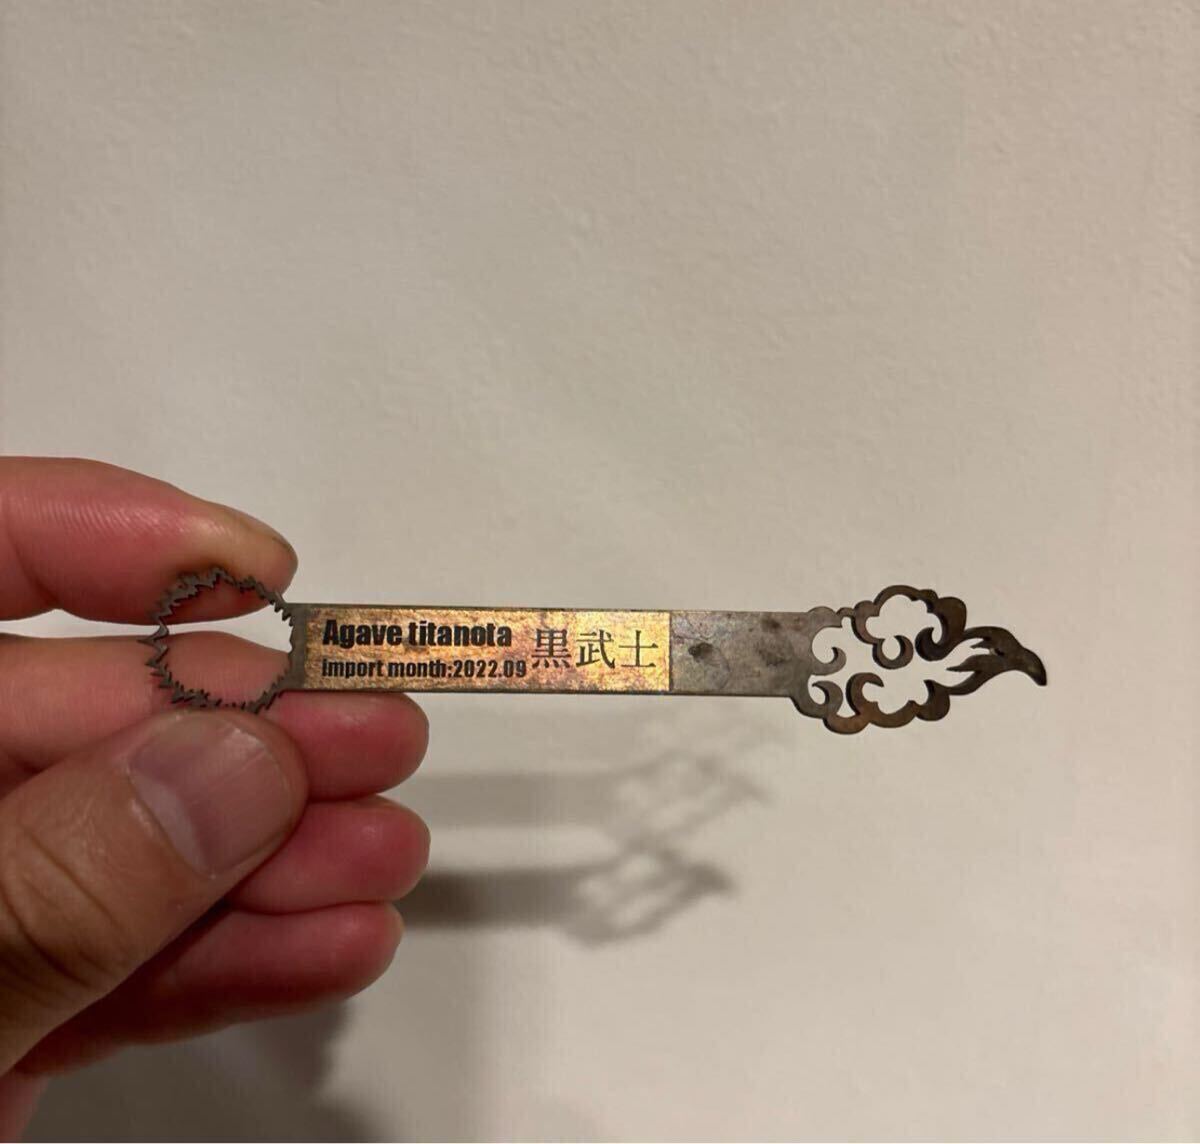 Agave titanota
import month:2022.09
黒武士